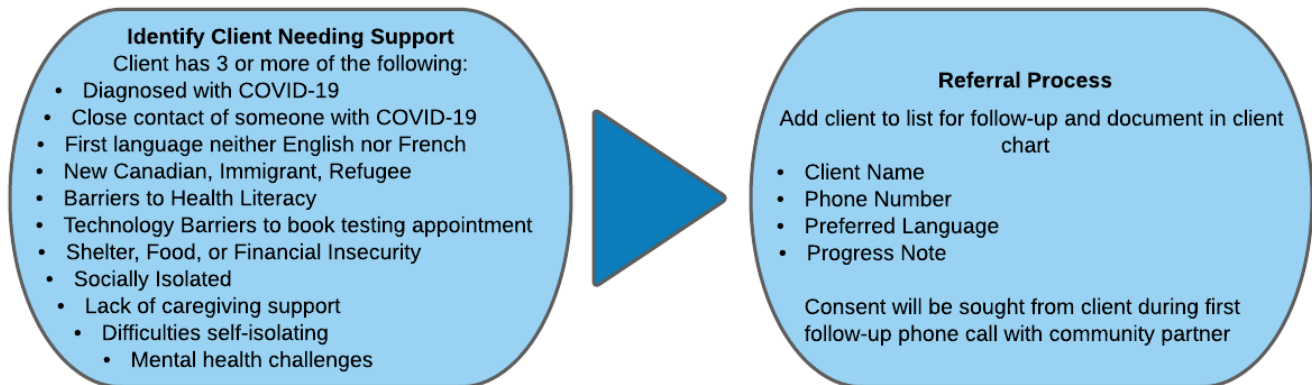 Identify Client Needing Support
Client has 3 or more of the following:
• Diagnosed with COVID-19
• Close contact of someone with COVID-19
• First language neither English nor French
• New Canadian, Immigrant, Refugee
• Barriers to Health Literacy
• Technology Barriers to book testing appointment
• Shelter, Food, or Financial Insecurity
• Socially Isolated
• Lack of caregiving support
• Difficulties self-isolating
• Mental health challenges
Referral Process
Add client to list for follow-up and document in client
chart
• Client Name
• Phone Number
• Preferred Language
• Progress Note
Consent will be sought from client during first
follow-up phone call with community partner